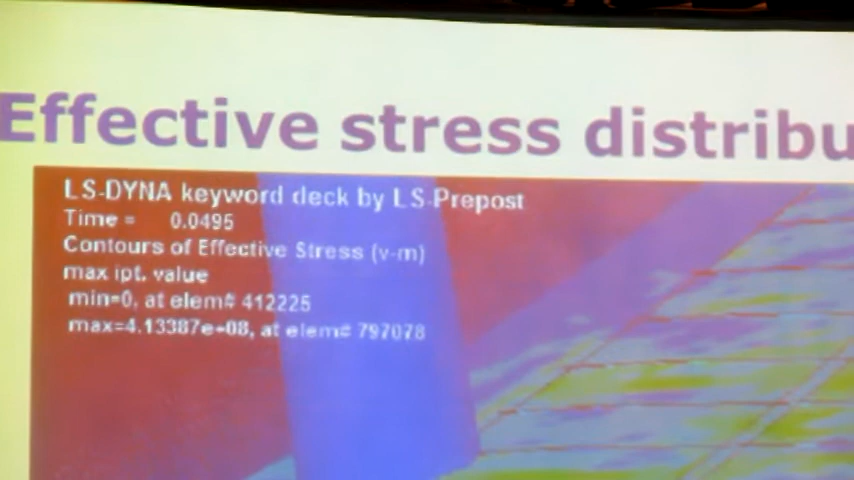 Effective stress distribu
LS-DYNA keyword deck by LS-Prepost
Time = 0.0495
Contours of Effective Stress (v-m)
max ipt. value
min=0, at elem# 412225
max=4.13387e+08, at elem# 797078